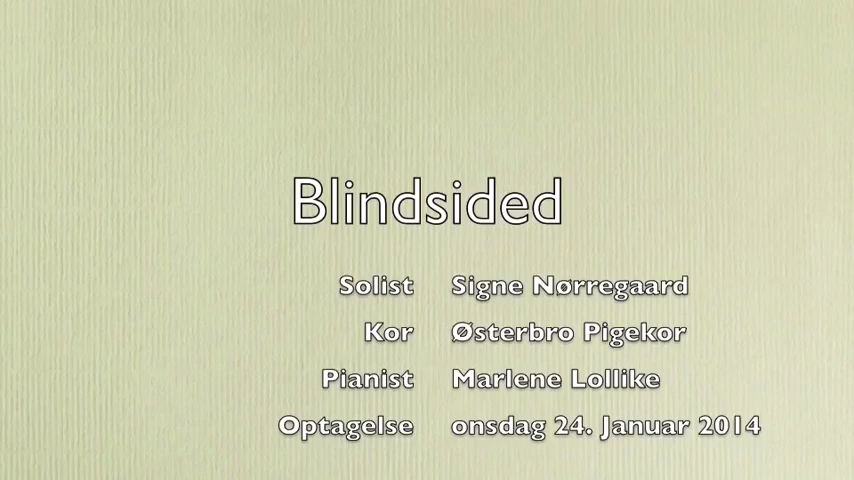 Blindsided
Solist Signe Nørregaard
Kor Østerbro Pigekor
Pianist Marlene Lollike
Optagelse onsdag 24. Januar 2014